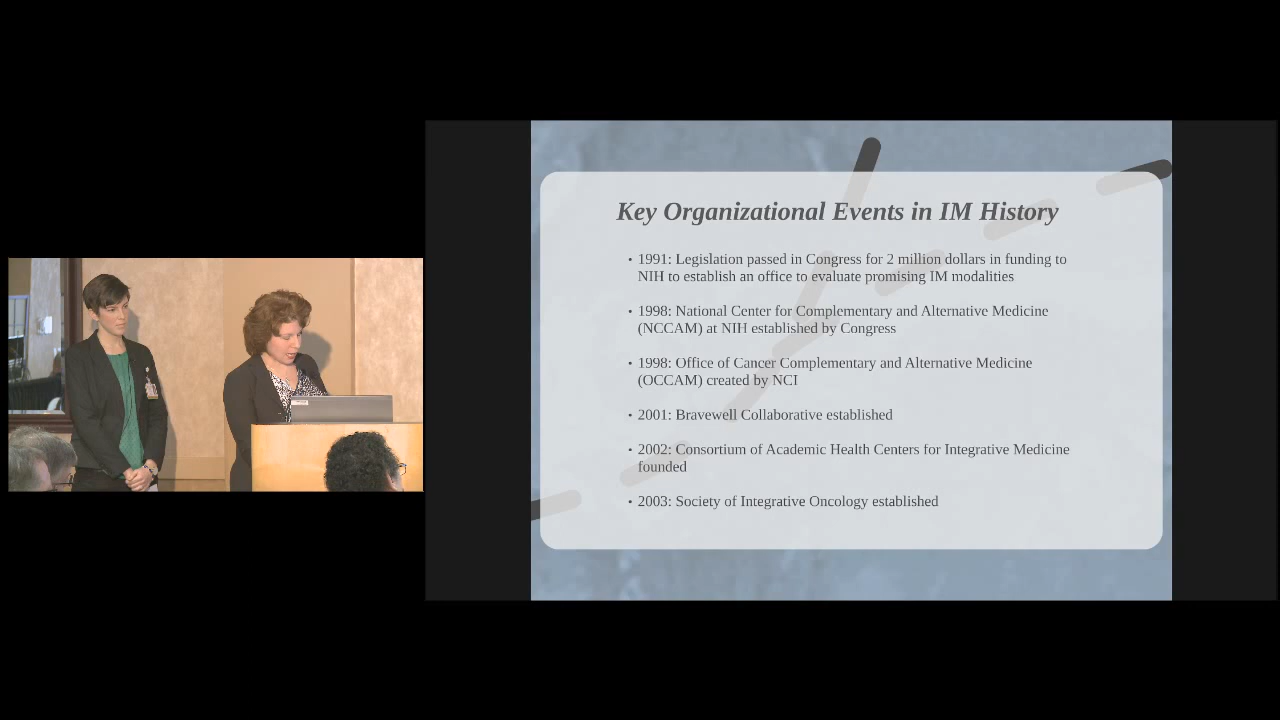 Key Organizational Events in IM History
• 1991: Legislation passed in Congress for 2 million dollars in funding to
NIH to establish an office to evaluate promising IM modalities
• 1998: National Center for Complementary and Alternative Medicine
(NCCAM) at NIH established by Congress
• 1998: Office of Cancer Complementary and Alternative Medicine
(OCCAM) created by NCI
• 2001: Bravewell Collaborative established
• 2002: Consortium of Academic Health Centers for Integrative Medicine
founded
• 2003: Society of Integrative Oncology established